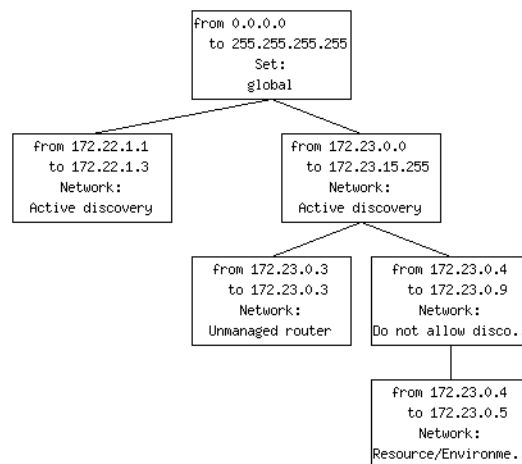 from 0.0.0.0
to 255.255.255.255
Set:
global
from 172.22.1.1
to 172.22.1.3
Network:
Active discovery
from 172.23.0.0
to 172.23.15.255
Network:
Active discovery
from 172.23.0.3
to 172.23.0.3
Network:
Unmanaged router
from 172.23.0.4
to 172.23.0.9
Network:
Do not allow disco..
from 172.23.0.4
to 172.23.0.5
Network:
Resource/Environme..